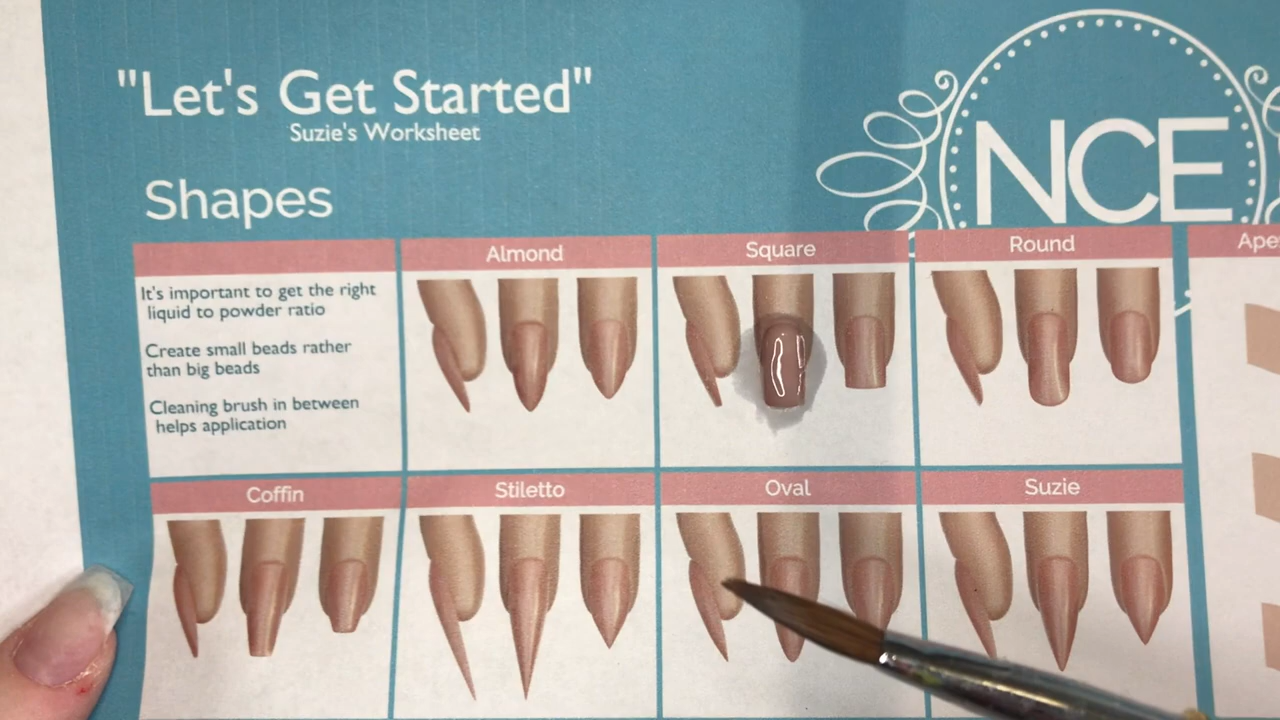 "Let's Get Started"
Suzie's Worksheet
NCE
Shapes
Almond
Square
Round
It's important to get the right
liquid to powder ratio
Create small beads rather
than big beads
Cleaning brush in between
helps application
Coffin
Stiletto
Oval
Suzie